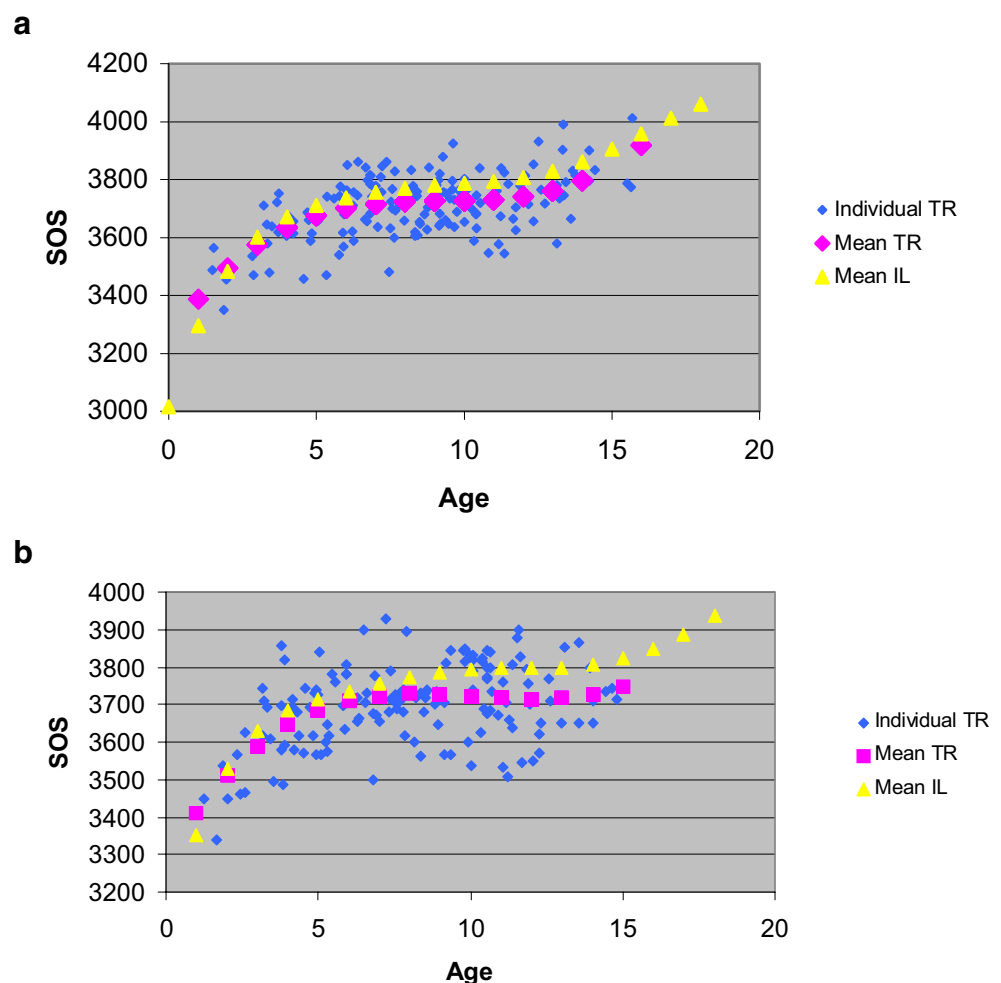 a
4200
4000
3800
3600
3400
3200
3000
SOS
0 5 10 15 20
Age
Individual TR
Mean TR
Mean IL
b
4000
3900
3800
3700
3600
3500
3400
3300
3200
SOS
0 5 10 15 20
Age
Individual TR
Mean TR
Mean IL